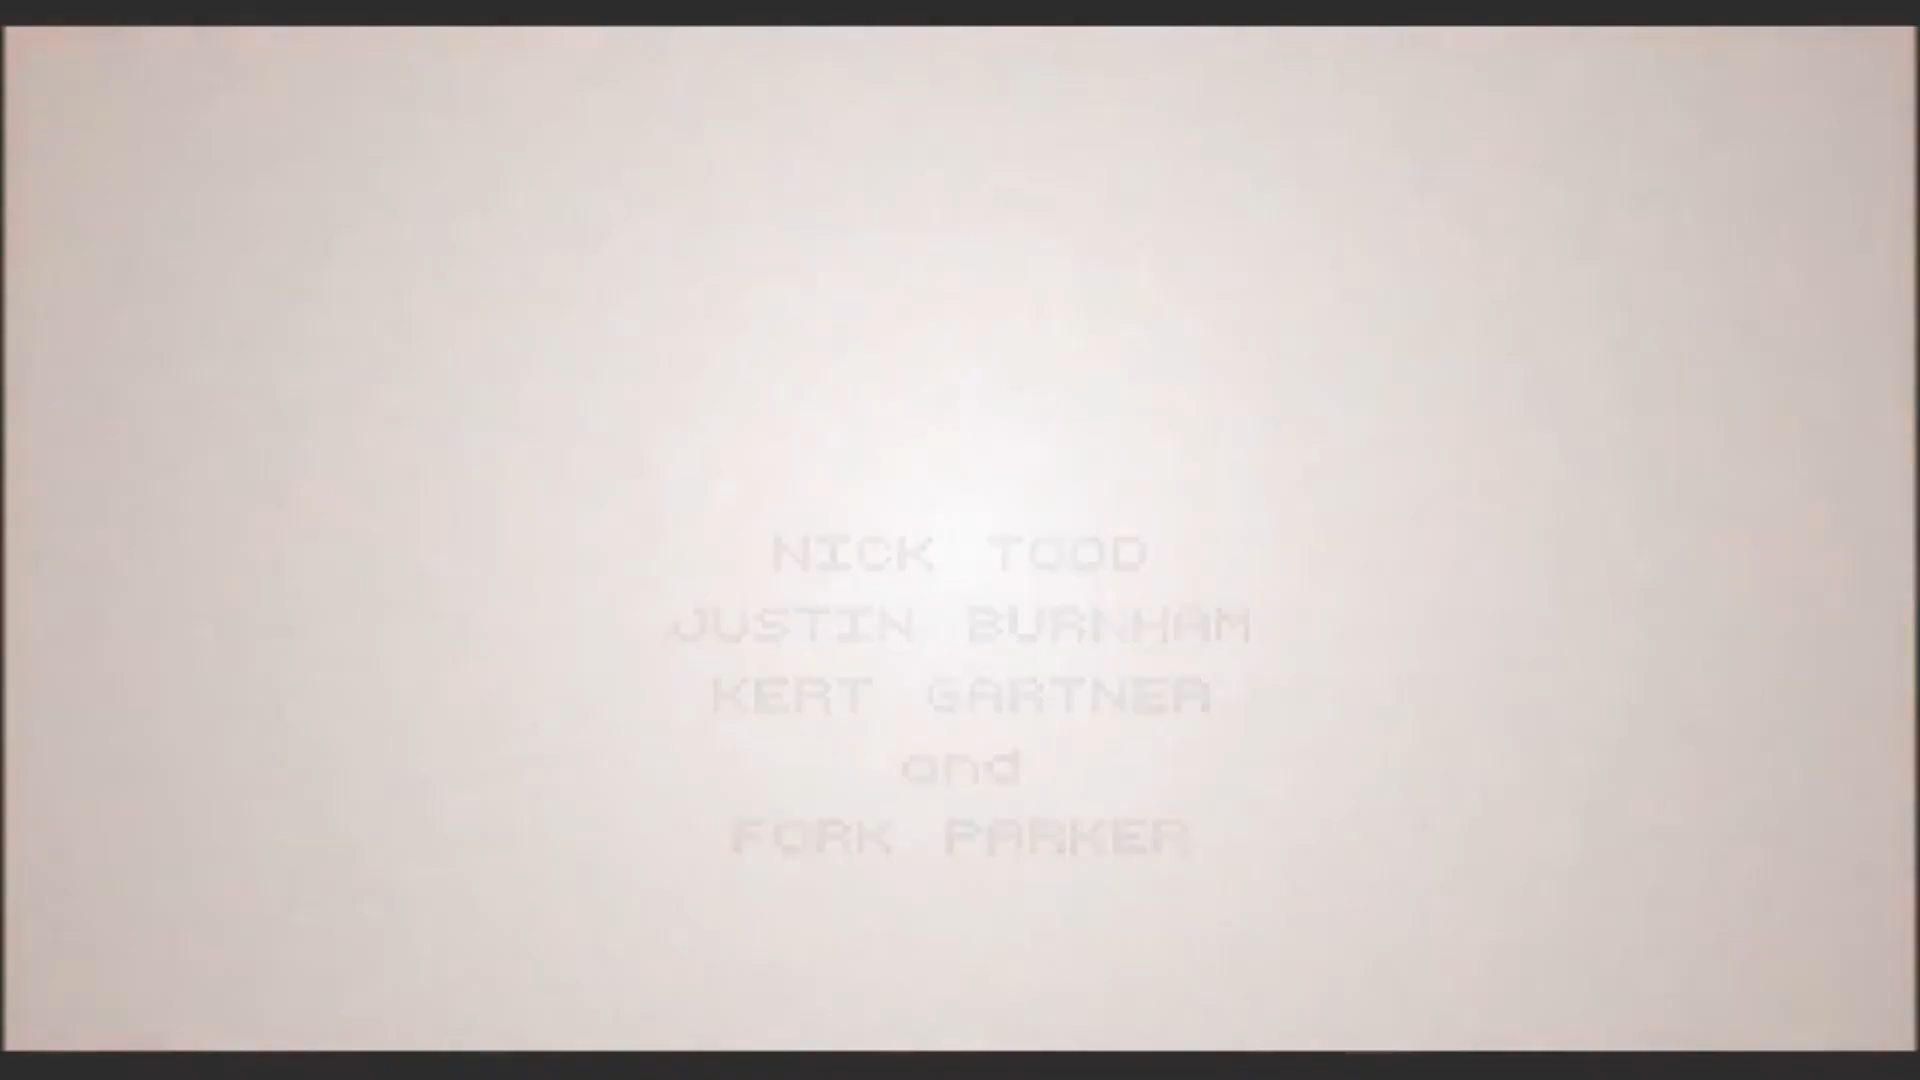 NICK TODD
JUSTIN BURNHAM
KERT GARTNER
and
FORK PARKER